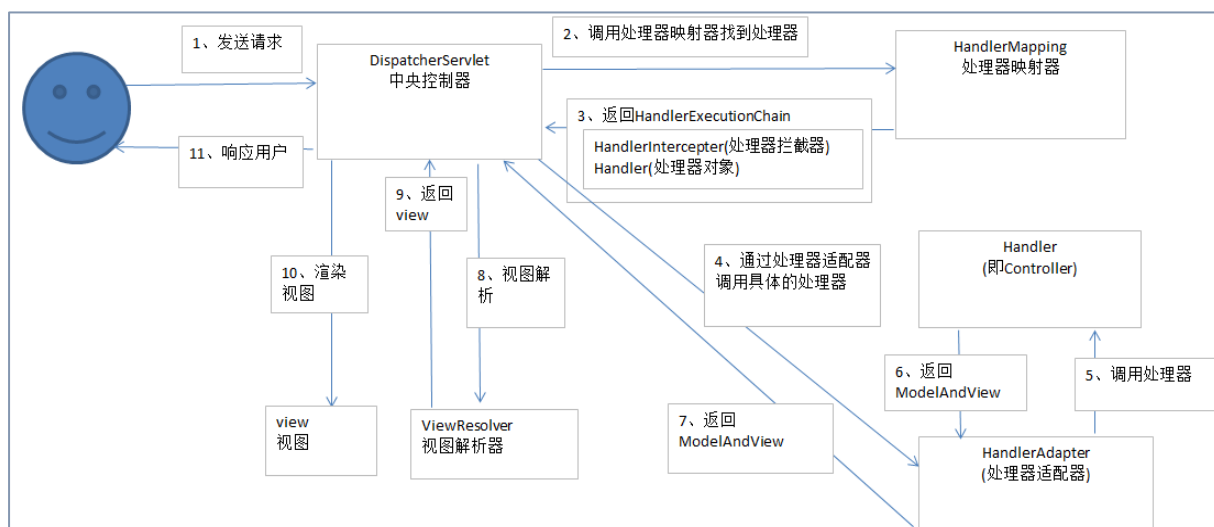 1、发送请求
2、调用处理器映射器找到处理器
DispatcherServlet
中央控制器
HandlerMapping
处理器映射器
3、返回HandlerExecutionChain
HandlerIntercepter(处理器拦截器)
Handler(处理器对象)
11、响应用户
9、返回
view
10、渲染
视图
8、视图解
析
4、通过处理器适配器
调用具体的处理器
Handler
(即Controller)
6、返回
ModelAndView
5、调用处理器
7、返回
ModelAndView
view
视图
ViewResolver
视图解析器
HandlerAdapter
(处理器适配器)